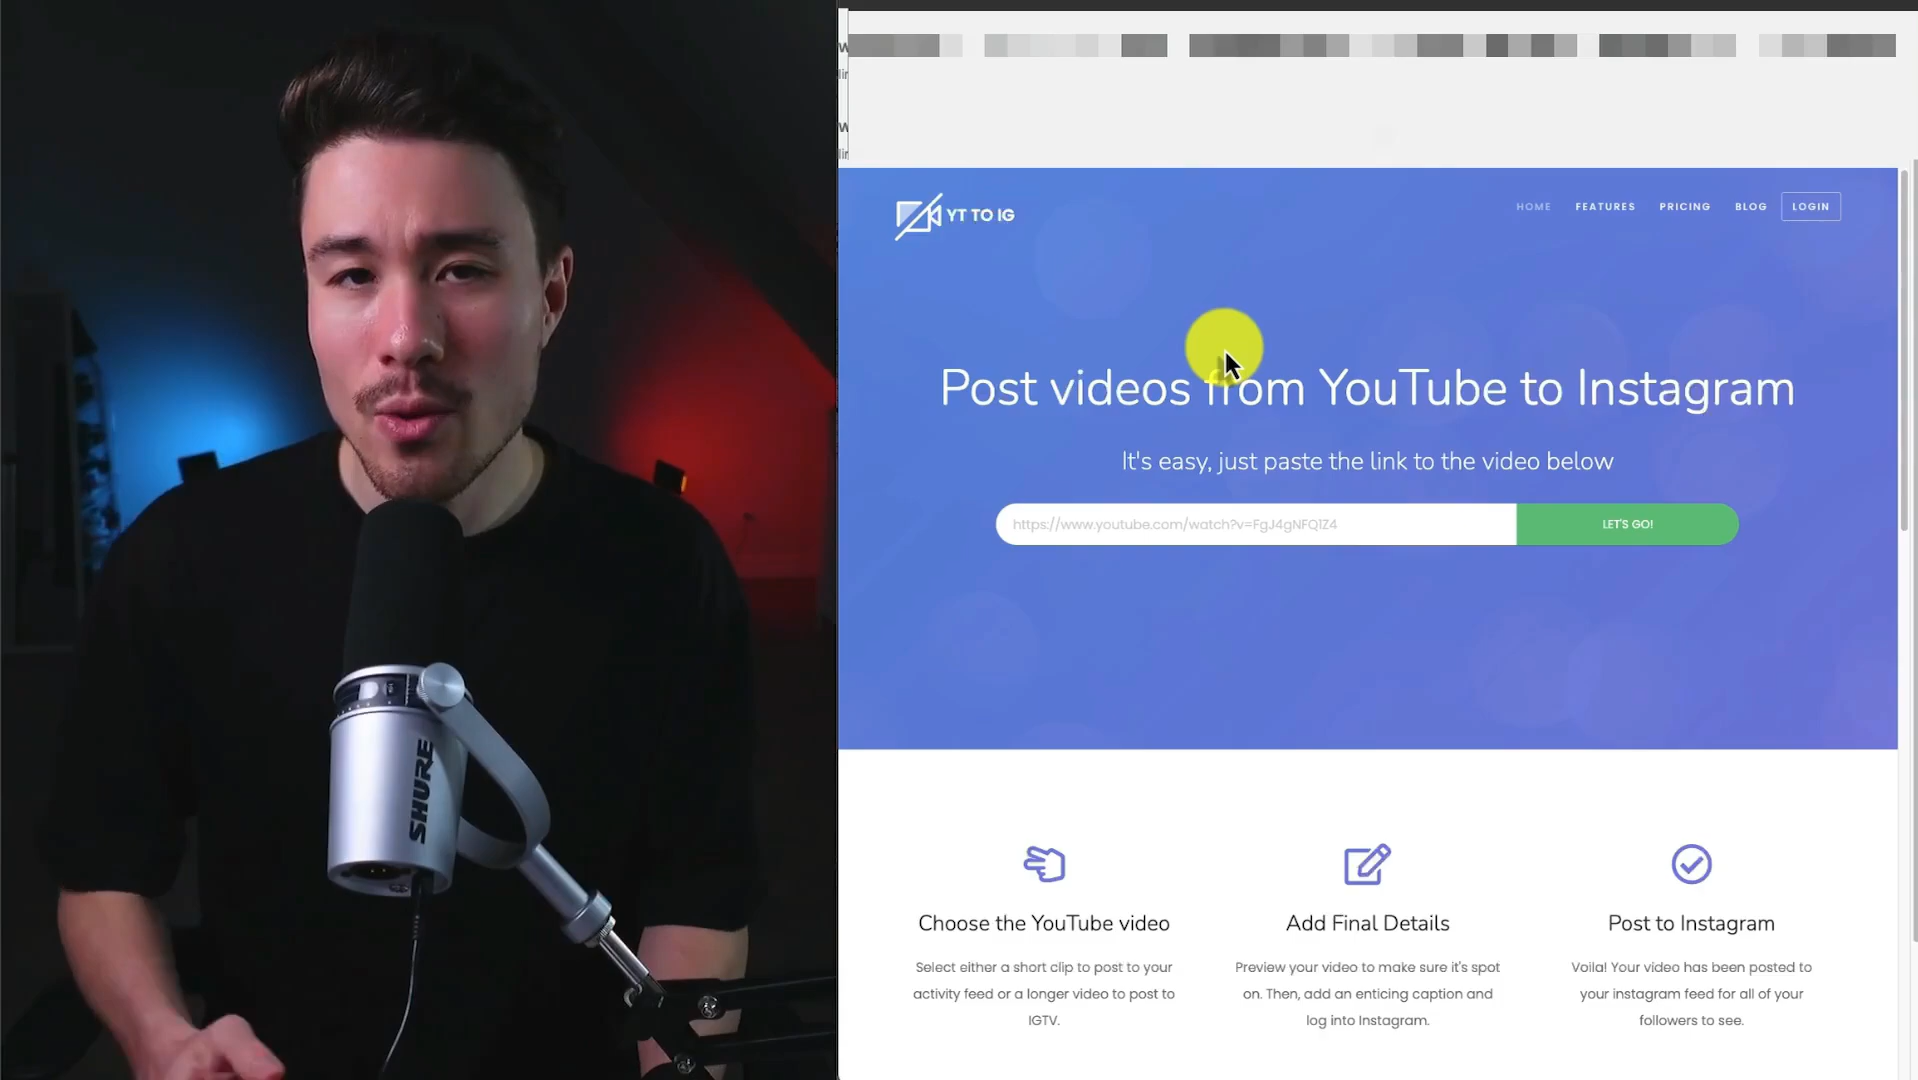 YT TO IG
HOME FEATURES PRICING BLOG LOGIN
Post videos from YouTube to Instagram
It's easy, just paste the link to the video below
https://www.youtube.com/watch?v=FgJ4gNFQ1Z4
LET'S GO!
Choose the YouTube video
Select either a short clip to post to your
activity feed or a longer video to post to
IGTV.
Add Final Details
Preview your video to make sure it's spot
on. Then, add an enticing caption and
log into Instagram.
Post to Instagram
Voila! Your video has been posted to
your instagram feed for all of your
followers to see.
SHURE